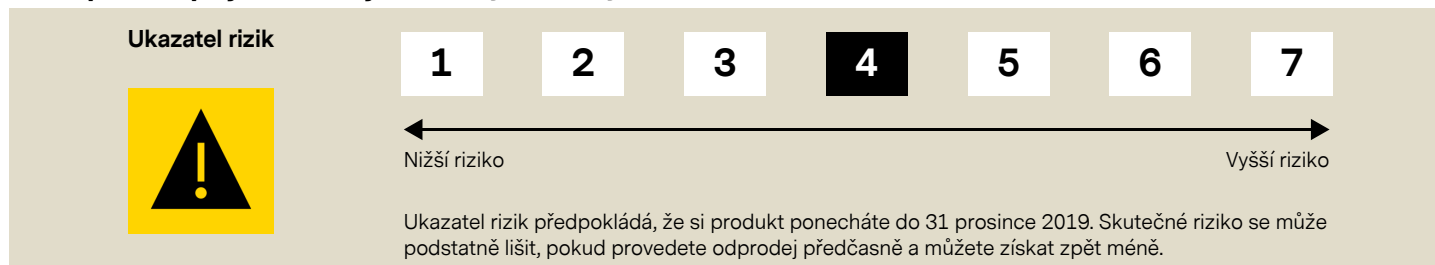 Ukazatel rizik
1 2 3 4 5 6 7
Nižší riziko Vyšší riziko
Ukazatel rizik předpokládá, že si produkt ponecháte do 31 prosince 2019. Skutečné riziko se může
podstatně lišit, pokud provedete odprodej předčasně a můžete získat zpět méně.